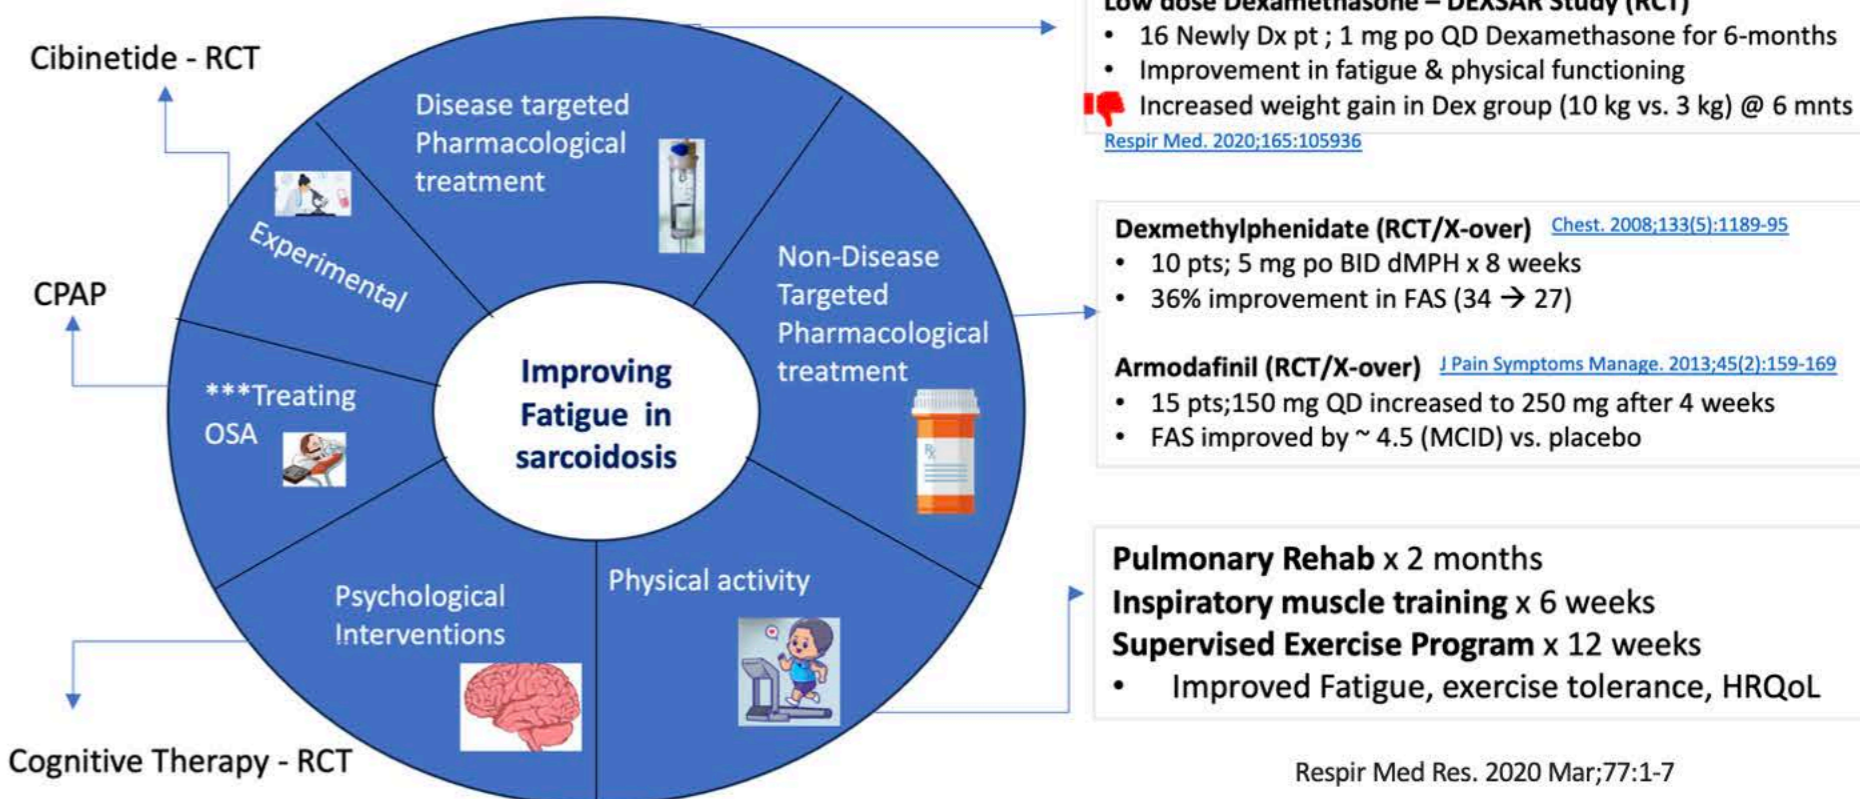 Cibinetide - RCT
CPAP
Cognitive Therapy - RCT
Disease targeted
Pharmacological
treatment
Experimental
***Treating
OSA
Psychological
Interventions
Physical activity
Non-Disease
Targeted
Pharmacological
treatment
Improving
Fatigue in
sarcoidosis
Low dose Dexamethasone – DEXSAR Study (RCT)
• 16 Newly Dx pt ; 1 mg po QD Dexamethasone for 6-months
• Improvement in fatigue & physical functioning
Increased weight gain in Dex group (10 kg vs. 3 kg) @ 6 mnts
Respir Med. 2020;165:105936
Dexmethylphenidate (RCT/X-over) Chest. 2008;133(5):1189-95
• 10 pts; 5 mg po BID dMPH x 8 weeks
• 36% improvement in FAS (34 → 27)
Armodafinil (RCT/X-over) J Pain Symptoms Manage. 2013;45(2):159-169
• 15 pts;150 mg QD increased to 250 mg after 4 weeks
• FAS improved by ~ 4.5 (MCID) vs. placebo
Pulmonary Rehab x 2 months
Inspiratory muscle training x 6 weeks
Supervised Exercise Program x 12 weeks
• Improved Fatigue, exercise tolerance, HRQoL
Respir Med Res. 2020 Mar;77:1-7